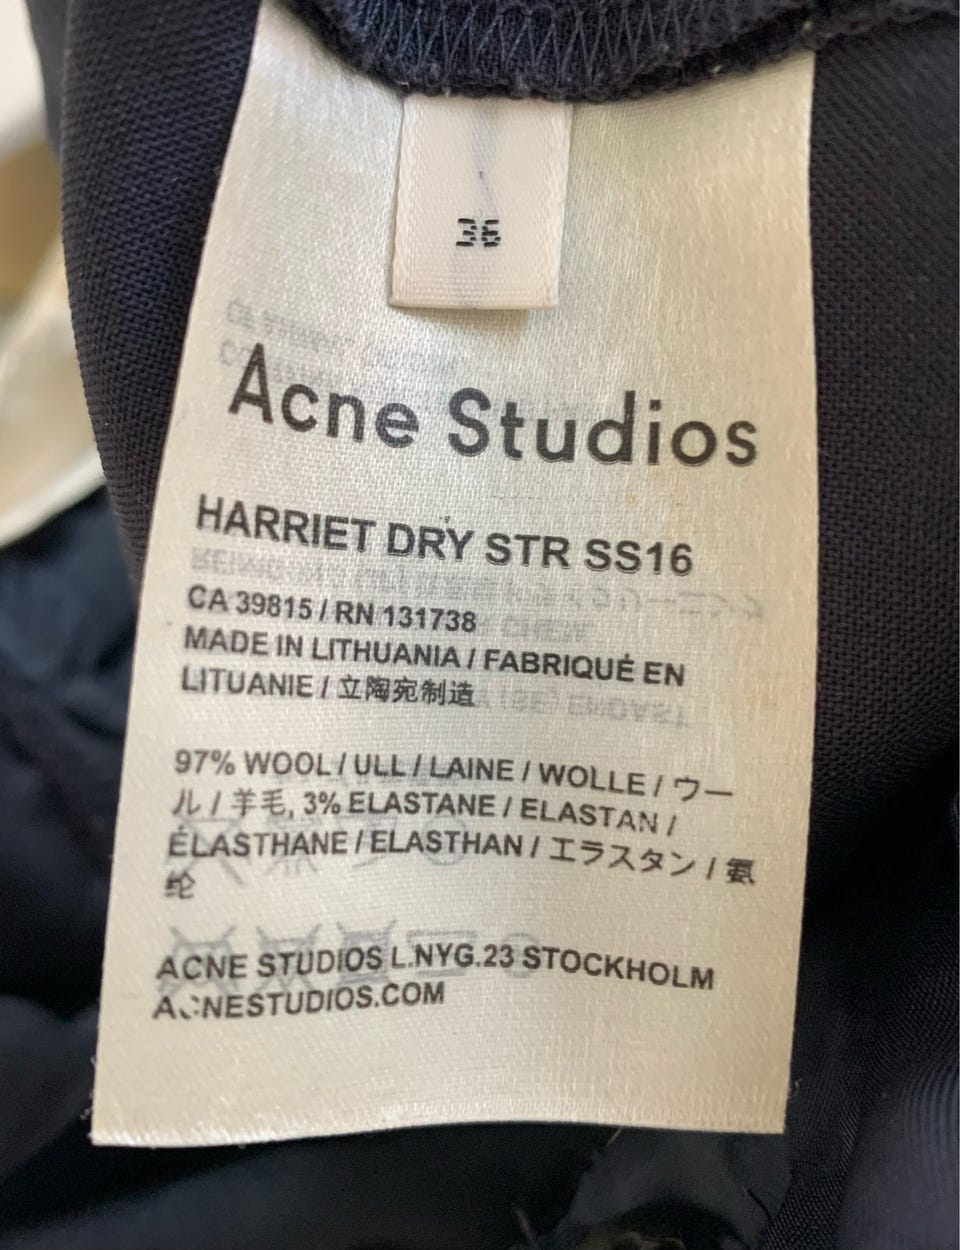 36
Acne Studios
HARRIET DRY STR SS16
CA 39815 / RN 131738
MADE IN LITHUANIA / FABRIQUÉ EN
LITUANIE / 立陶宛制造
97% WOOL / ULL / LAINE / WOLLE / ウー
ル / 羊毛, 3% ELASTANE / ELASTAN /
ÉLASTHANE / ELASTHAN / エラスタン / 氨
纶
ACNE STUDIOS L.NYG.23 STOCKHOLM
ACNESTUDIOS.COM